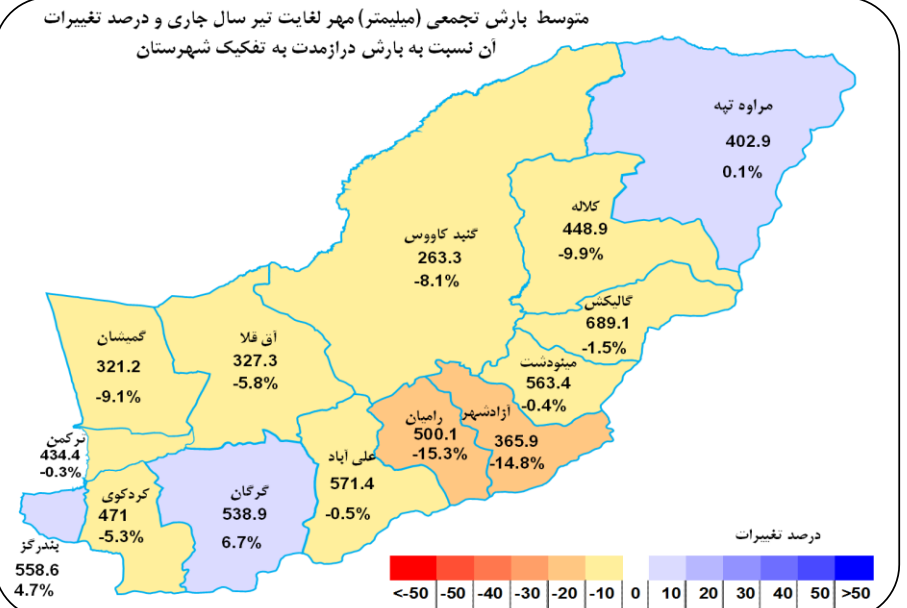 متوسط بارش تجمعی (میلیمتر) مهر لغایت تیر سال جاری و درصد تغییرات
آن نسبت به بارش درازمدت به تفکیک شهرستان
مراوه تپه
402.9
0.1%
کلاله
448.9
-9.9%
گنبد کاووس
263.3
-8.1%
گالیکش
689.1
-1.5%
مینودشت
563.4
-0.4%
آزادشهر
365.9
-14.8%
رامیان
500.1
-15.3%
علی آباد
571.4
-0.5%
آق قلا
327.3
-5.8%
گمیشان
321.2
-9.1%
ترکمن
434.4
-0.3%
کردکوی
471
-5.3%
گرگان
538.9
6.7%
بندرگز
558.6
4.7%
درصد تغییرات
<-50 -50 -40 -30 -20 -10 0 10 20 30 40 50 >50